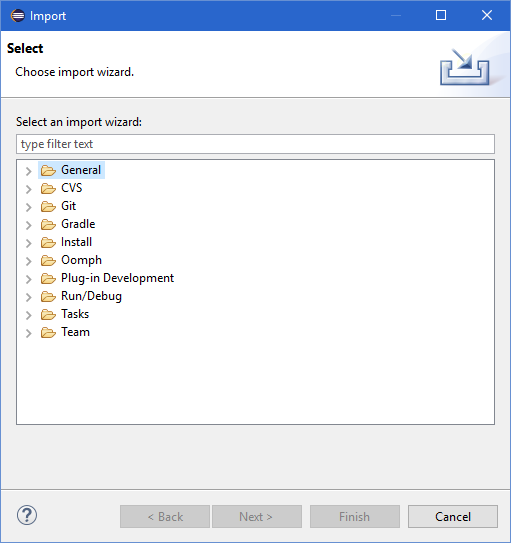 Import
Select
Choose import wizard.
Select an import wizard:
type filter text
General
CVS
Git
Gradle
Install
Oomph
Plug-in Development
Run/Debug
Tasks
Team
?
< Back
Next >
Finish
Cancel